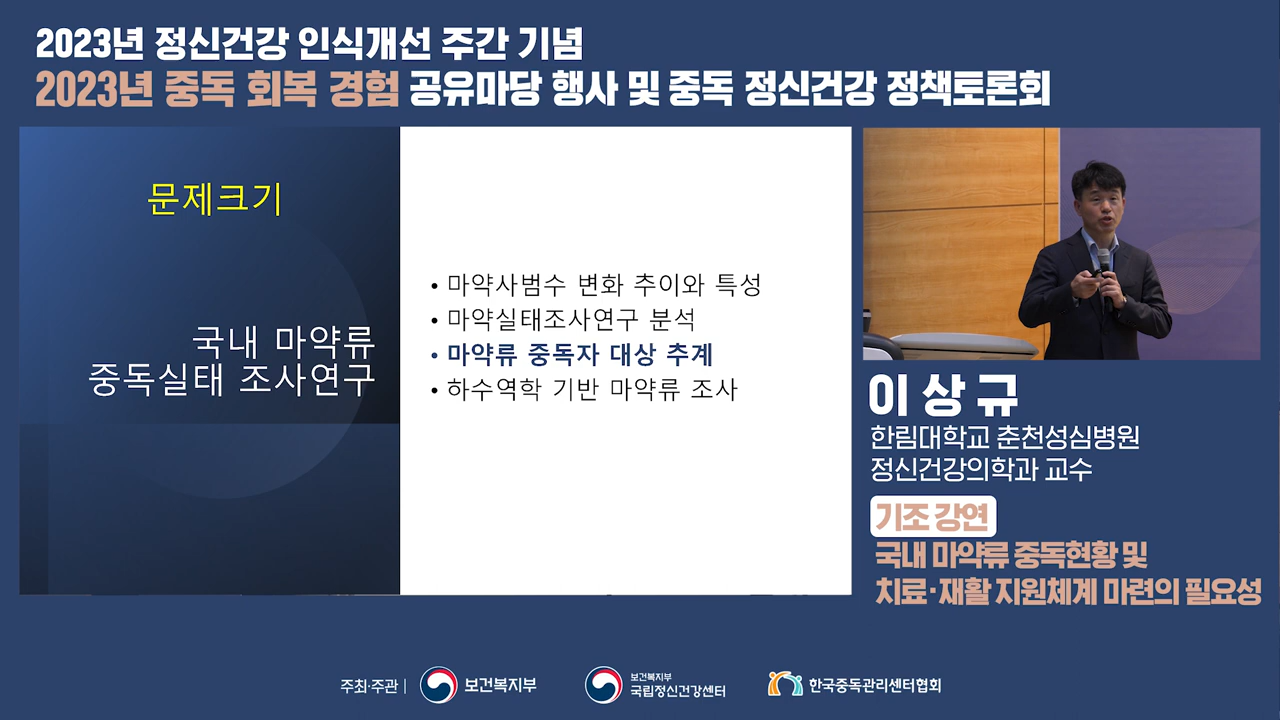 2023년 정신건강 인식개선 주간 기념
2023년 중독 회복 경험 공유마당 행사 및 중독 정신건강 정책토론회
문제크기
국내 마약류
중독실태 조사연구
• 마약사범수 변화 추이와 특성
• 마약실태조사연구 분석
• 마약류 중독자 대상 추계
• 하수역학 기반 마약류 조사
이상규
한림대학교 춘천성심병원
정신건강의학과 교수
기조 강연
국내 마약류 중독현황 및
치료·재활 지원체계 마련의 필요성
주최·주관 |
보건복지부
보건복지부
국립정신건강센터
한국중독관리센터협회